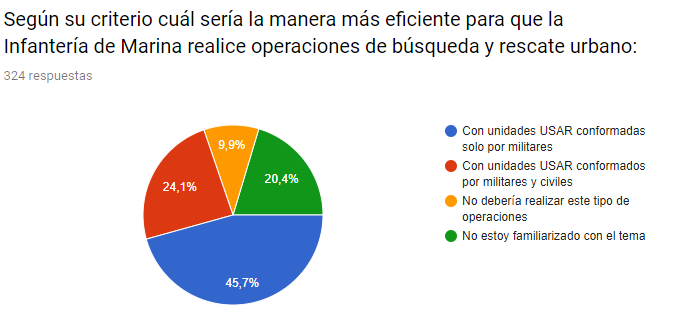 Según su criterio cuál sería la manera más eficiente para que la
Infantería de Marina realice operaciones de búsqueda y rescate urbano:
324 respuestas
Con unidades USAR conformadas
solo por militares
Con unidades USAR conformados
por militares y civiles
No debería realizar este tipo de
operaciones
No estoy familiarizado con el tema
9,9%
20,4%
24,1%
45,7%